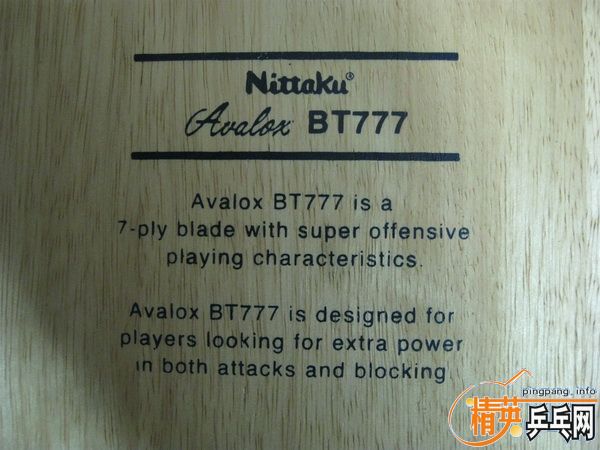 Nittaku®
Avalox BT777
Avalox BT777 is a
7-ply blade with super offensive
playing characteristics.
Avalox BT777 is designed for
players looking for extra power
in both attacks and blocking
pingpang.info
精英乒乓网